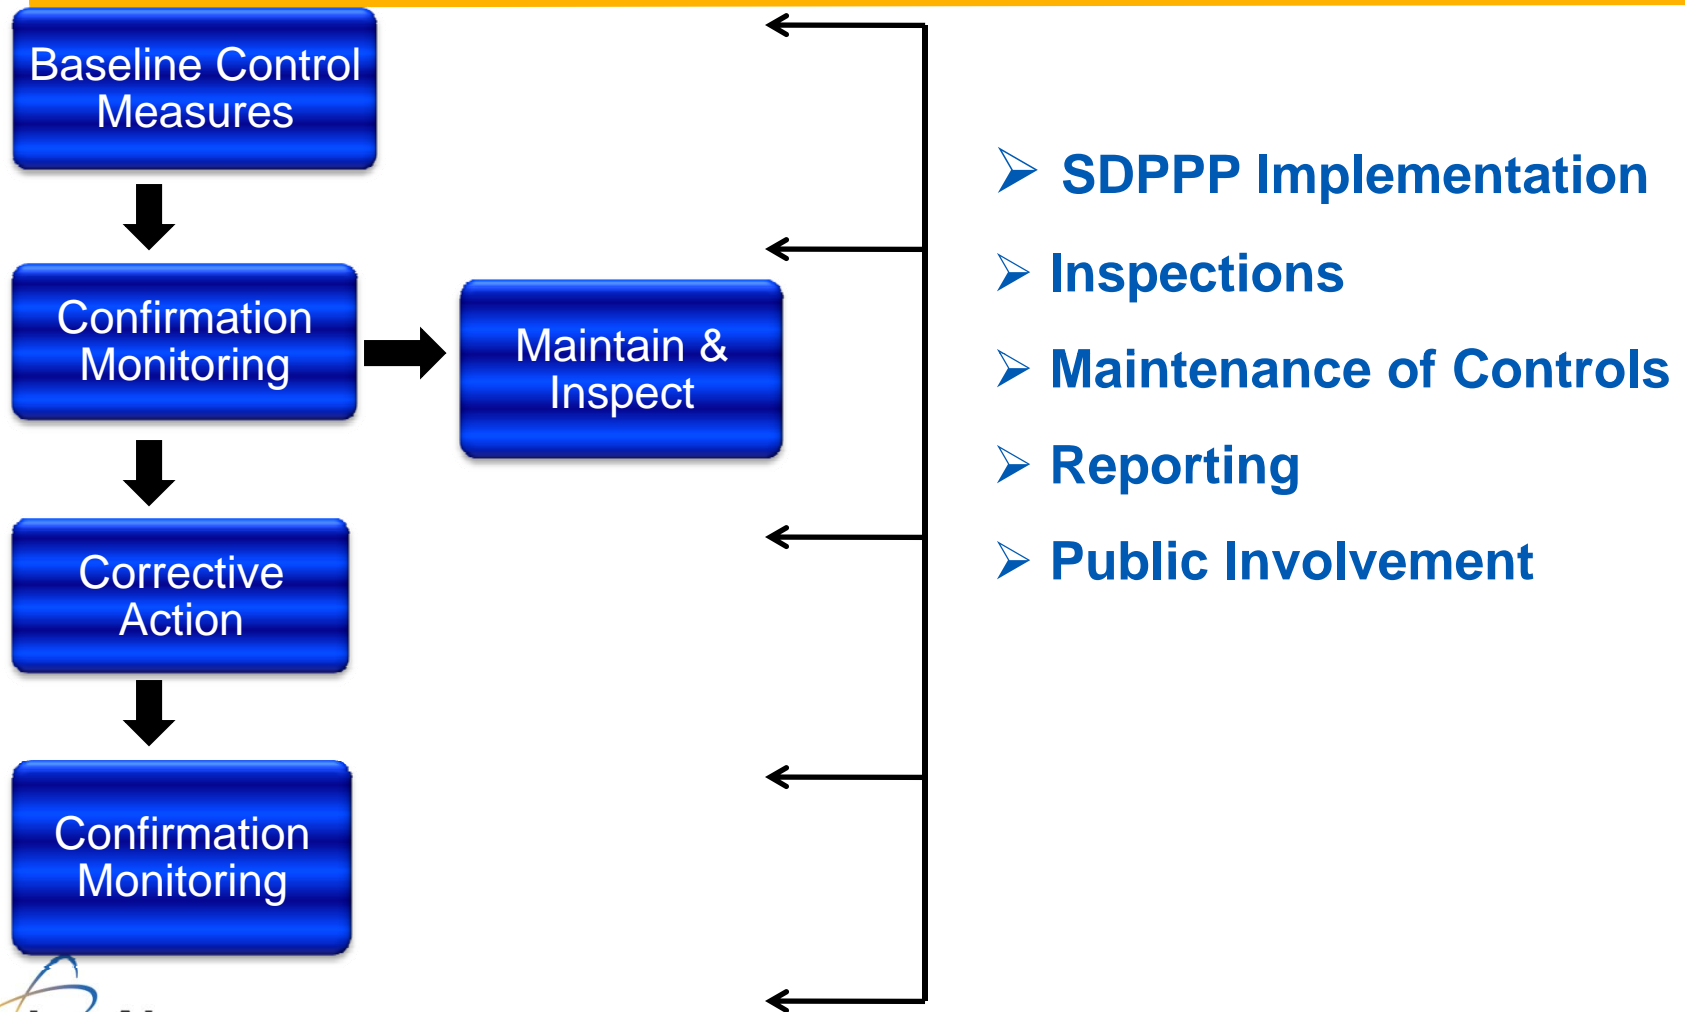 Baseline Control
Measures
Confirmation
Monitoring
Maintain &
Inspect
Corrective
Action
Confirmation
Monitoring
➢ SDPPP Implementation
➢ Inspections
➢ Maintenance of Controls
➢ Reporting
➢ Public Involvement